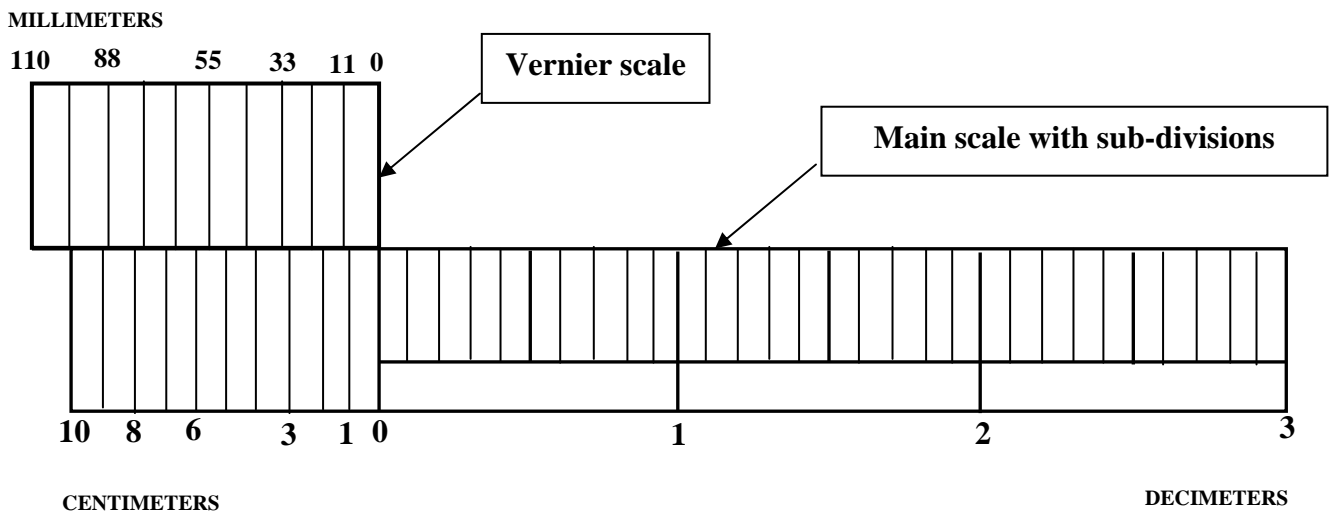 MILLIMETERS
110 88 55 33 11 0
Vernier scale
Main scale with sub-divisions
10 8 6 3 1 0 1 2 3
CENTIMETERS
DECIMETERS